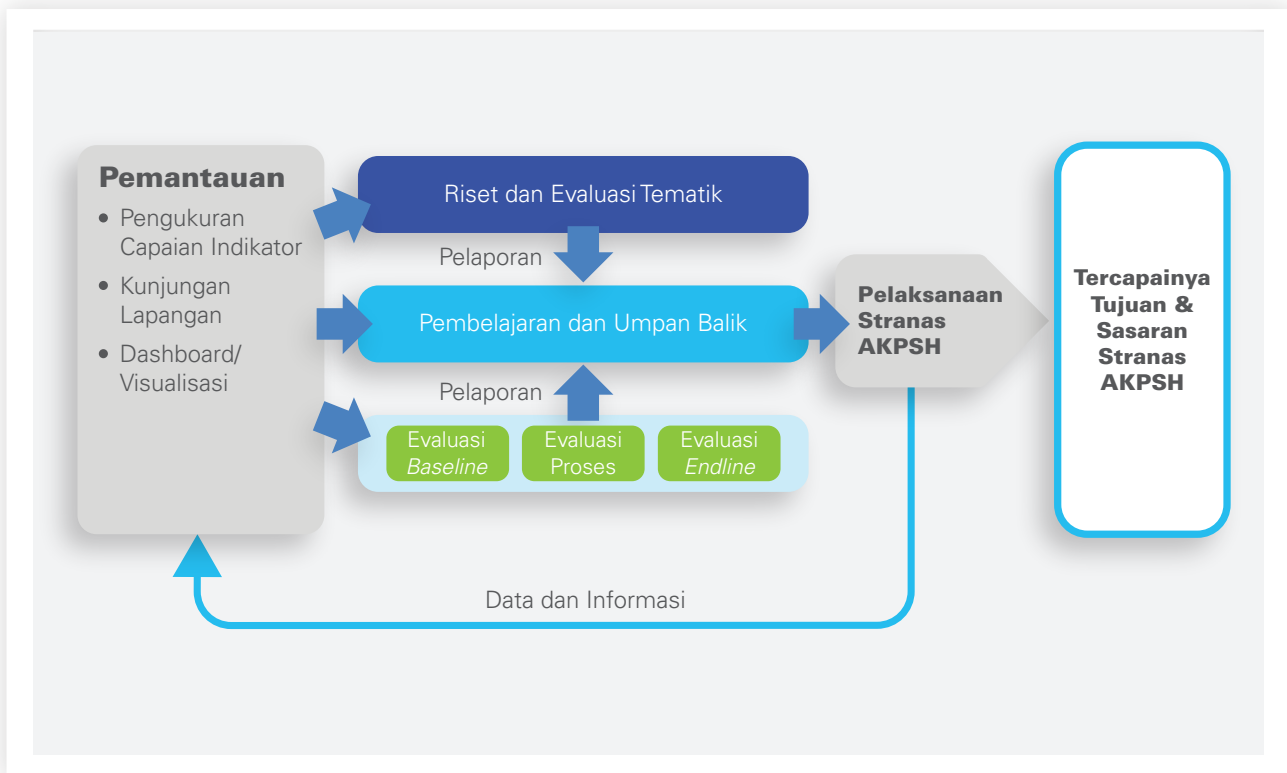 Pemantauan
• Pengukuran
Capaian Indikator
• Kunjungan
Lapangan
• Dashboard/
Visualisasi
Riset dan Evaluasi Tematik
Pelaporan
Pembelajaran dan Umpan Balik
Pelaporan
Evaluasi
Baseline
Evaluasi
Proses
Evaluasi
Endline
Pelaksanaan
Stranas
AKPSH
Tercapainya
Tujuan &
Sasaran
Stranas
AKPSH
Data dan Informasi